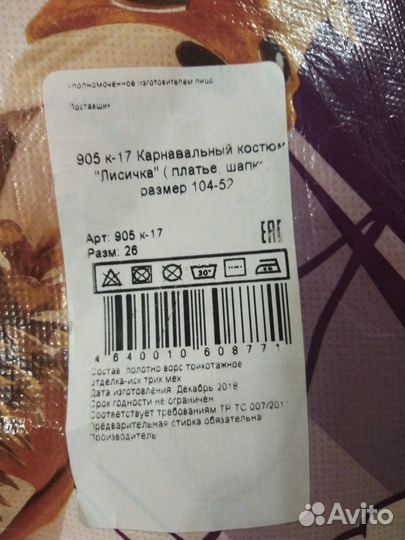 Уполномоченное изготовителем лицо
Поставщик
905 к-17 Карнавальный костюм
"Лисичка" ( платье, шапк
размер 104-52
Арт: 905 к-17
Разм: 26
EAC
30°
4 640010 608771
Состав: полотно ворс трикотажное
отделка-иск трик мех
Дата изготовления: Декабрь 2018
Срок годности не ограничен
Соответствует требованиям ТР ТС 007/201
Предварительная стирка обязательна
Производитель
Avito